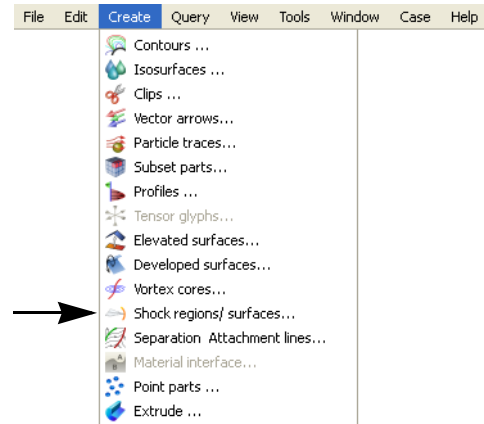 File Edit Create Query View Tools Window Case Help
Contours ...
Isosurfaces ...
Clips ...
Vector arrows...
Particle traces...
Subset parts...
Profiles ...
Tensor glyphs...
Elevated surfaces...
Developed surfaces...
Vortex cores...
Shock regions/ surfaces...
Separation Attachment lines...
Material interface...
Point parts ...
Extrude ...